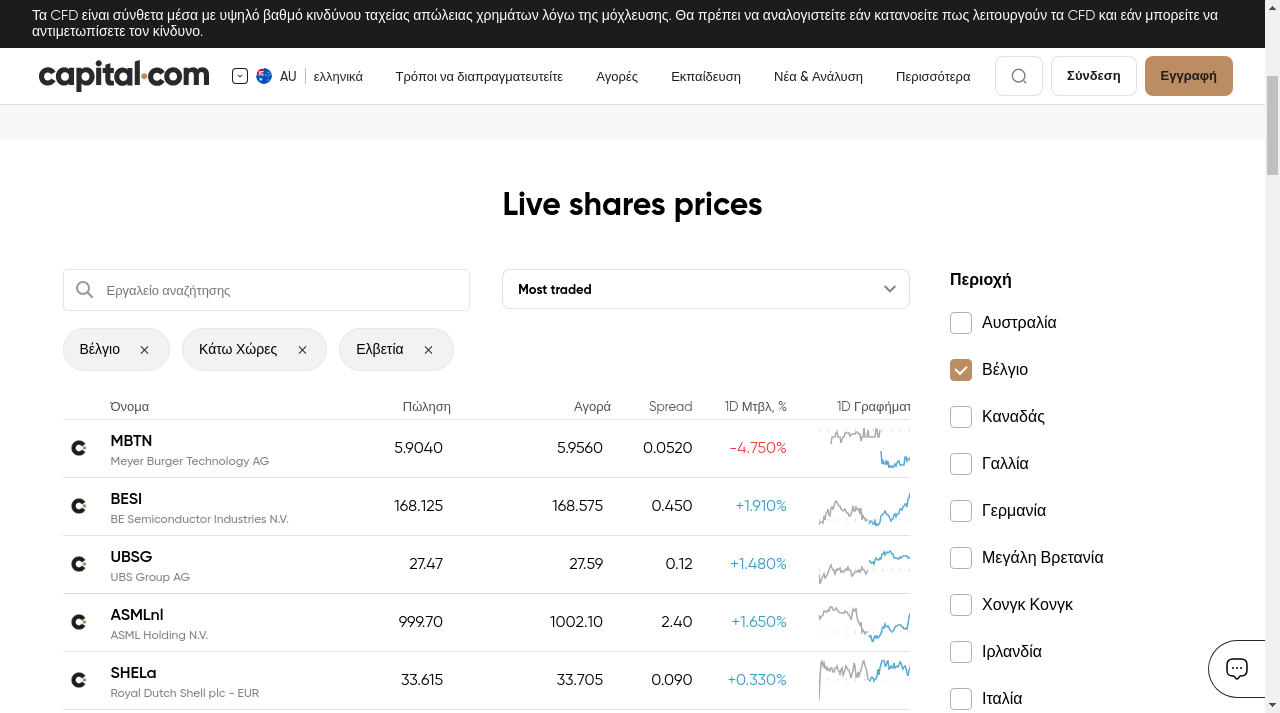 Τα CFD είναι σύνθετα μέσα με υψηλό βαθμό κινδύνου ταχείας απώλειας χρημάτων λόγω της μόχλευσης. Θα πρέπει να αναλογιστείτε εάν κατανοείτε πως λειτουργούν τα CFD και εάν μπορείτε να
αντιμετωπίσετε τον κίνδυνο.
capital.com
AU ελληνικά Τρόποι να διαπραγματευτείτε Αγορές Εκπαίδευση Νέα & Ανάλυση Περισσότερα Σύνδεση Εγγραφή
Live shares prices
Εργαλείο αναζήτησης
Most traded
Βέλγιο
Κάτω Χώρες
Ελβετία
Όνομα Πώληση Αγορά Spread 1D Μτβλ, % 1D Γραφήματ
MBTN 5.9040 5.9560 0.0520 -4.750%
Meyer Burger Technology AG
BESI 168.125 168.575 0.450 +1.910%
BE Semiconductor Industries N.V.
UBSG 27.47 27.59 0.12 +1.480%
UBS Group AG
ASMLnl 999.70 1002.10 2.40 +1.650%
ASML Holding N.V.
SHELa 33.615 33.705 0.090 +0.330%
Royal Dutch Shell plc - EUR
Περιοχή
Αυστραλία
Βέλγιο
Καναδάς
Γαλλία
Γερμανία
Μεγάλη Βρετανία
Χονγκ Κονγκ
Ιρλανδία
Ιταλία